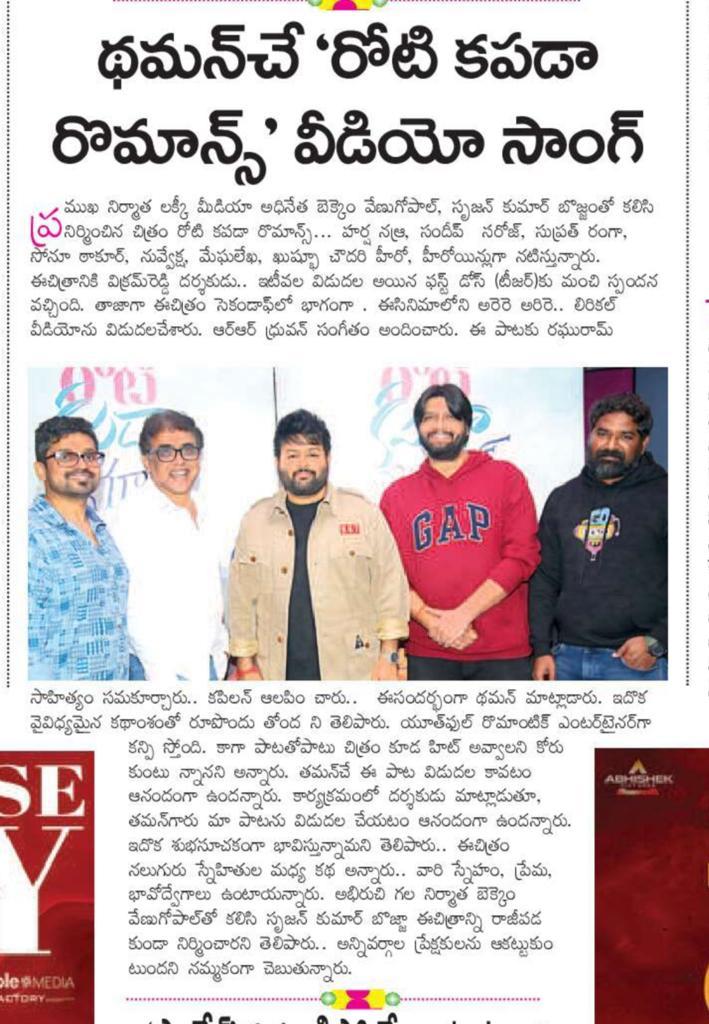 థమన్‌చే 'రోటి కపడా
రొమాన్స్' వీడియో సాంగ్
ప్రముఖ నిర్మాత లక్కీ మీడియా అధినేత బెక్కెం వేణుగోపాల్, సృజన్ కుమార్ బొజ్జంతో కలిసి
నిర్మించిన చిత్రం రోటి కపడా రొమాన్స్... హర్ష నఱ్ర, సందీప్ నరోజ్, సుప్రత్ రంగా,
సోనూ ఠాకూర్, నువ్వేక్ష, మేఘలేఖ, ఖుష్బూ చౌదరి హీరో, హీరోయిన్లుగా నటిస్తున్నారు.
ఈచిత్రానికి విక్రమ్‌రెడ్డి దర్శకుడు.. ఇటీవల విడుదల అయిన ఫస్ట్ డోస్ (టీజర్)కు మంచి స్పందన
వచ్చింది. తాజాగా ఈచిత్రం సెకండాఫ్‌లో భాగంగా . ఈసినిమాలోని అరెరె అరిరె.. లిరికల్
వీడియోను విడుదలచేశారు. ఆర్‌ఆర్ ధ్రువన్ సంగీతం అందించారు. ఈ పాటకు రఘురామ్
GAP
GO
సాహిత్యం సమకూర్చారు.. కపిలన్ ఆలపిం చారు.. ఈసందర్భంగా థమన్ మాట్లాడారు. ఇదొక
వైవిధ్యమైన కథాంశంతో రూపొందు తోంద ని తెలిపారు. యూత్‌ఫుల్ రొమాంటిక్ ఎంటర్‌టైనర్‌గా
కన్పి స్తోంది. కాగా పాటతోపాటు చిత్రం కూడ హిట్ అవ్వాలని కోరు
కుంటు న్నానని అన్నారు. తమన్‌చే ఈ పాట విడుదల కావటం
ఆనందంగా ఉందన్నారు. కార్యక్రమంలో దర్శకుడు మాట్లాడుతూ,
తమన్‌గారు మా పాటను విడుదల చేయటం ఆనందంగా ఉందన్నారు.
ఇదొక శుభసూచకంగా భావిస్తున్నామని తెలిపారు.. ఈచిత్రం
నలుగురు స్నేహితుల మధ్య కథ అన్నారు.. వారి స్నేహం, ప్రేమ,
భావోద్వేగాలు ఉంటాయన్నారు. అభిరుచి గల నిర్మాత బెక్కెం
వేణుగోపాల్‌తో కలిసి సృజన్ కుమార్ బొజ్జా ఈచిత్రాన్ని రాజీపడ
కుండా నిర్మించారని తెలిపారు.. అన్నివర్గాల ప్రేక్షకులను ఆకట్టుకుం
టుందని నమ్మకంగా చెబుతున్నారు.
SE
Y
ple MEDIA
ACTORY
ABHISHEK
PICTURES